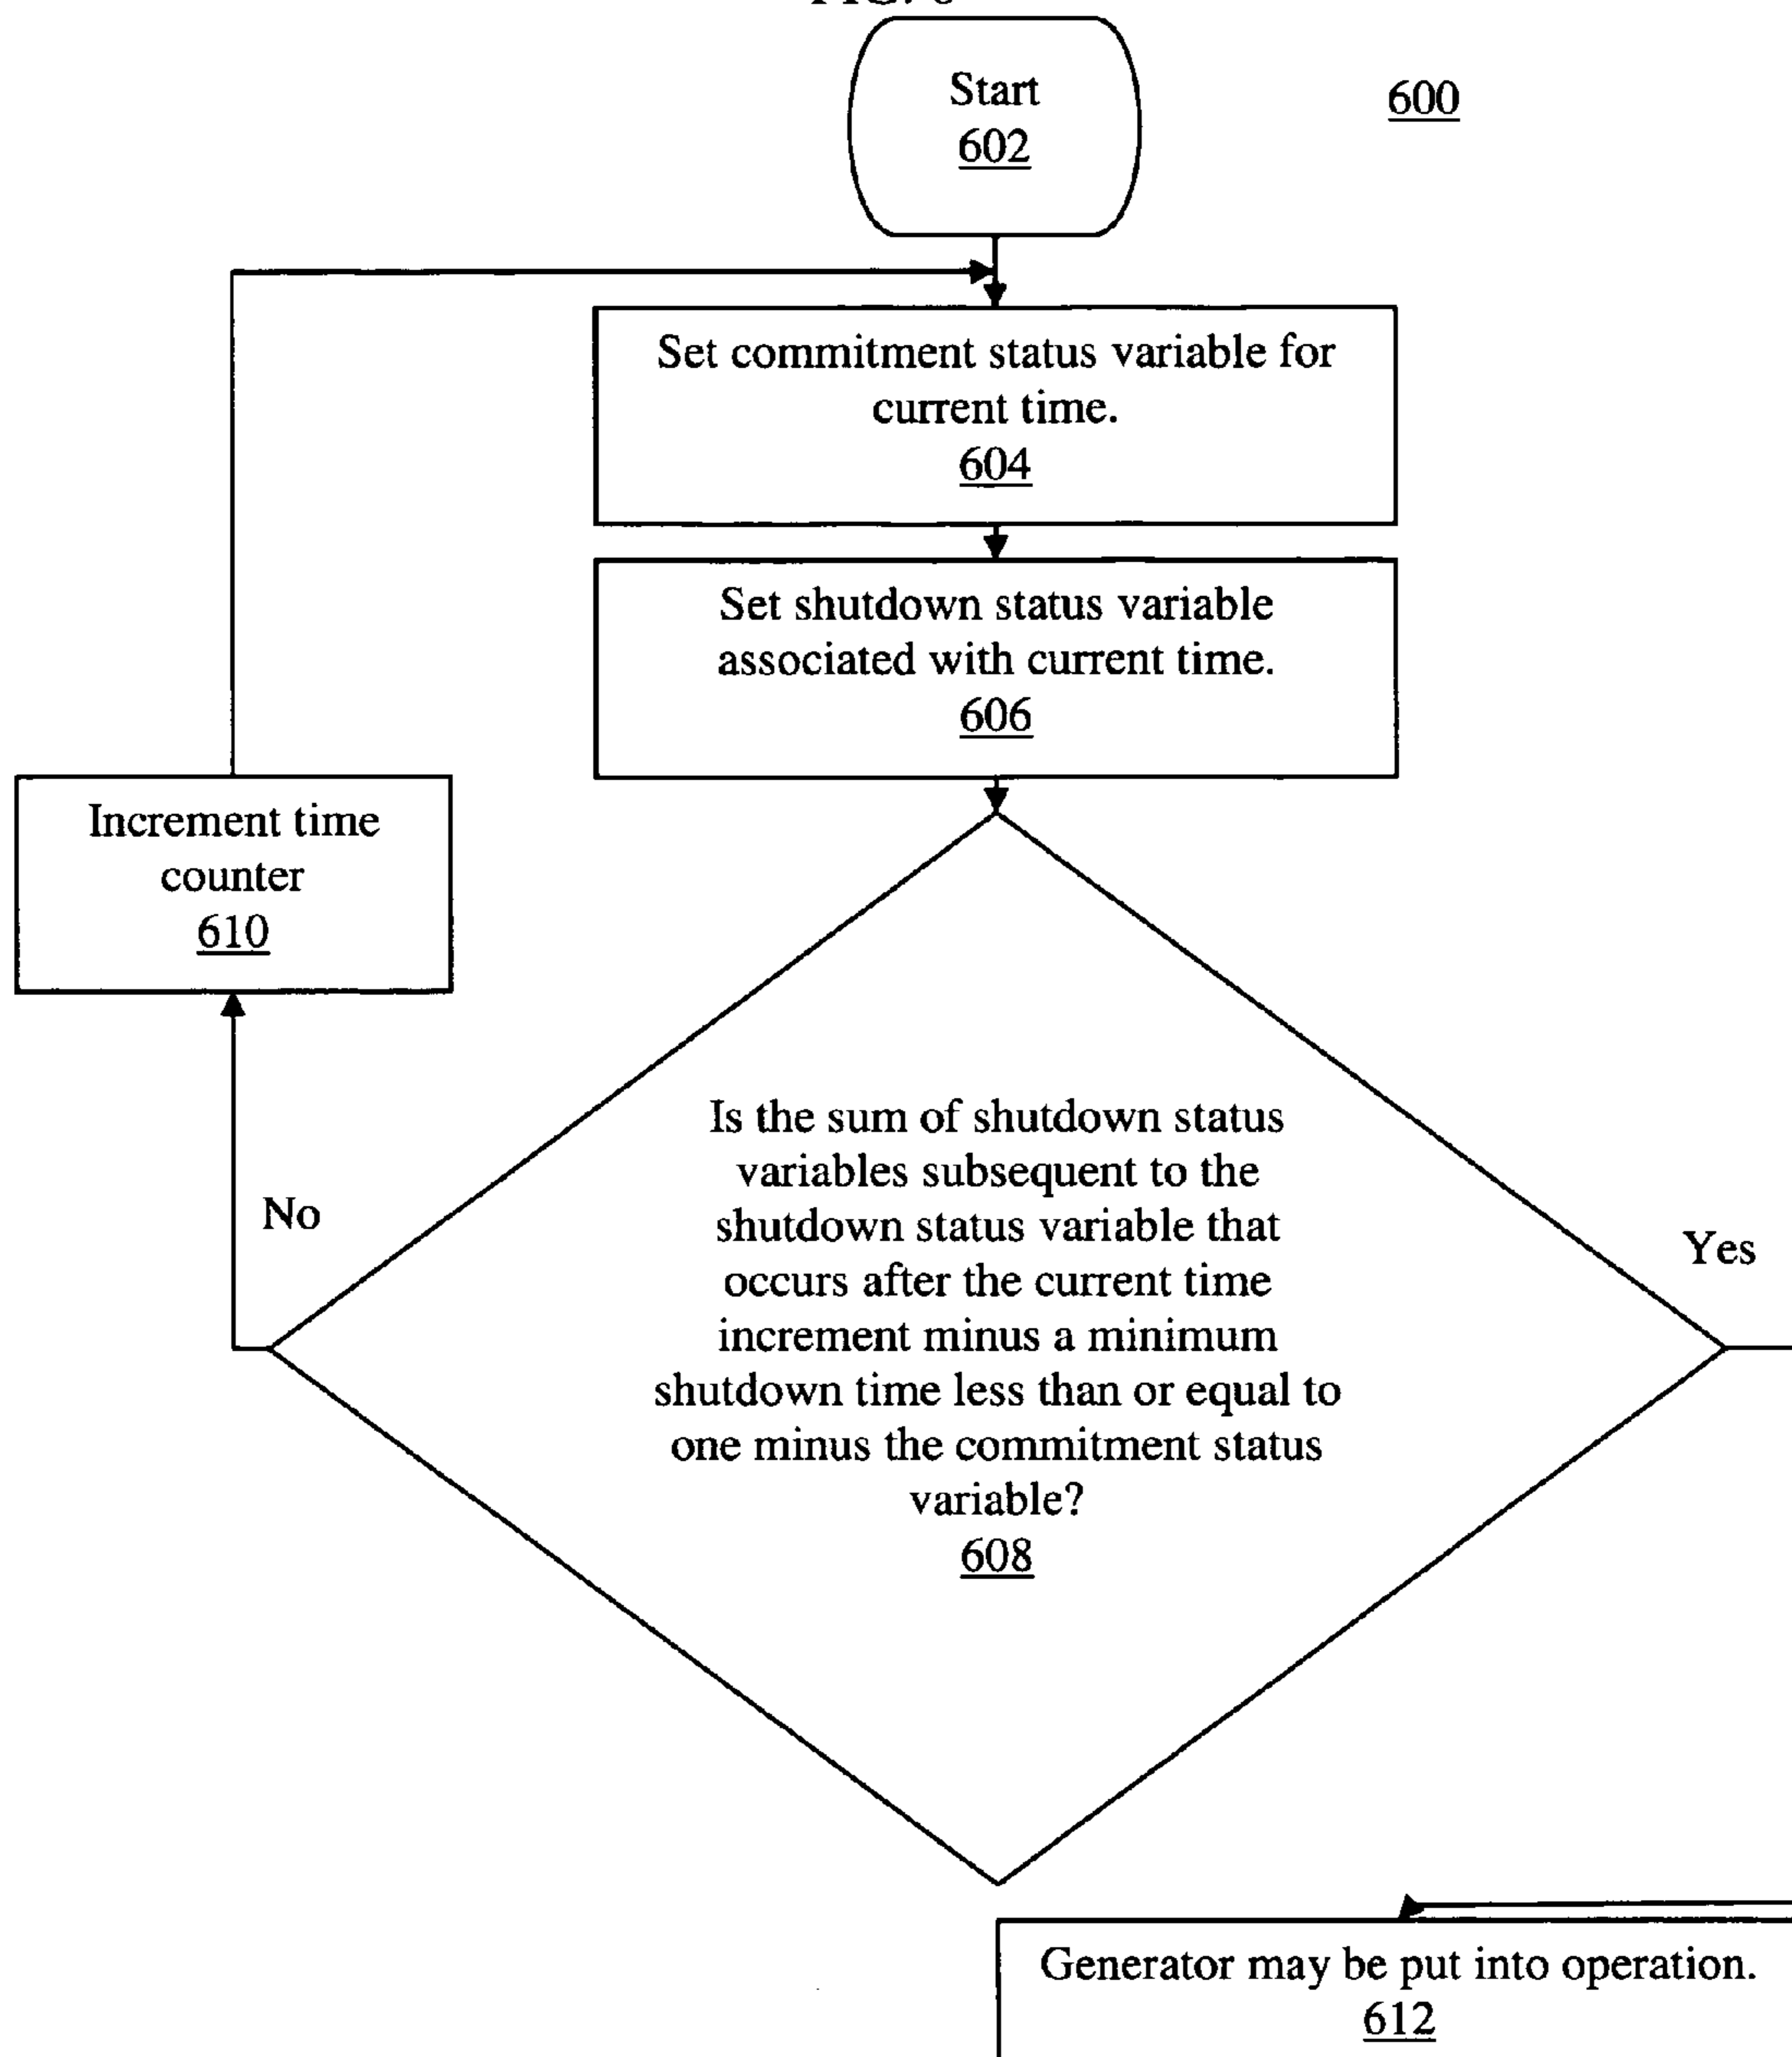 600
Start
602
Set commitment status variable for
current time.
604
Set shutdown status variable
associated with current time.
606
Increment time
counter
610
Is the sum of shutdown status
variables subsequent to the
shutdown status variable that
occurs after the current time
increment minus a minimum
shutdown time less than or equal to
one minus the commitment status
variable?
608
No
Yes
Generator may be put into operation.
612